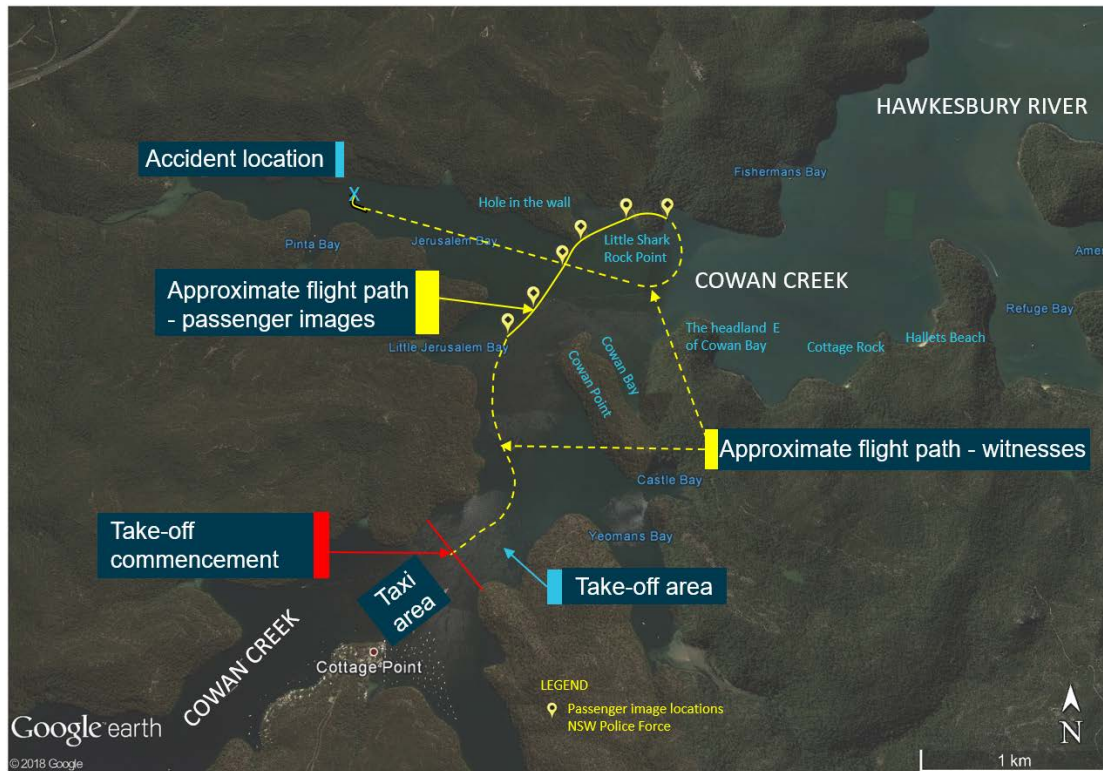 HAWKESBURY RIVER
Accident location
X
Fishermans Bay
Hole in the wall
Pinta Bay
Jerusalem Bay
Little Shark
Rock Point
Approximate flight path
- passenger images
COWAN CREEK
Refuge Bay
The headland E
of Cowan Bay
Cottage Rock
Hallets Beach
Little Jerusalem Bay
Cowan Bay
Cowan Point
Approximate flight path - witnesses
Castle Bay
Take-off
commencement
Yeomans Bay
Take-off area
Taxi
area
COWAN CREEK
Cottage Point
LEGEND
Passenger image locations
NSW Police Force
N
Google earth
© 2018 Google
1 km